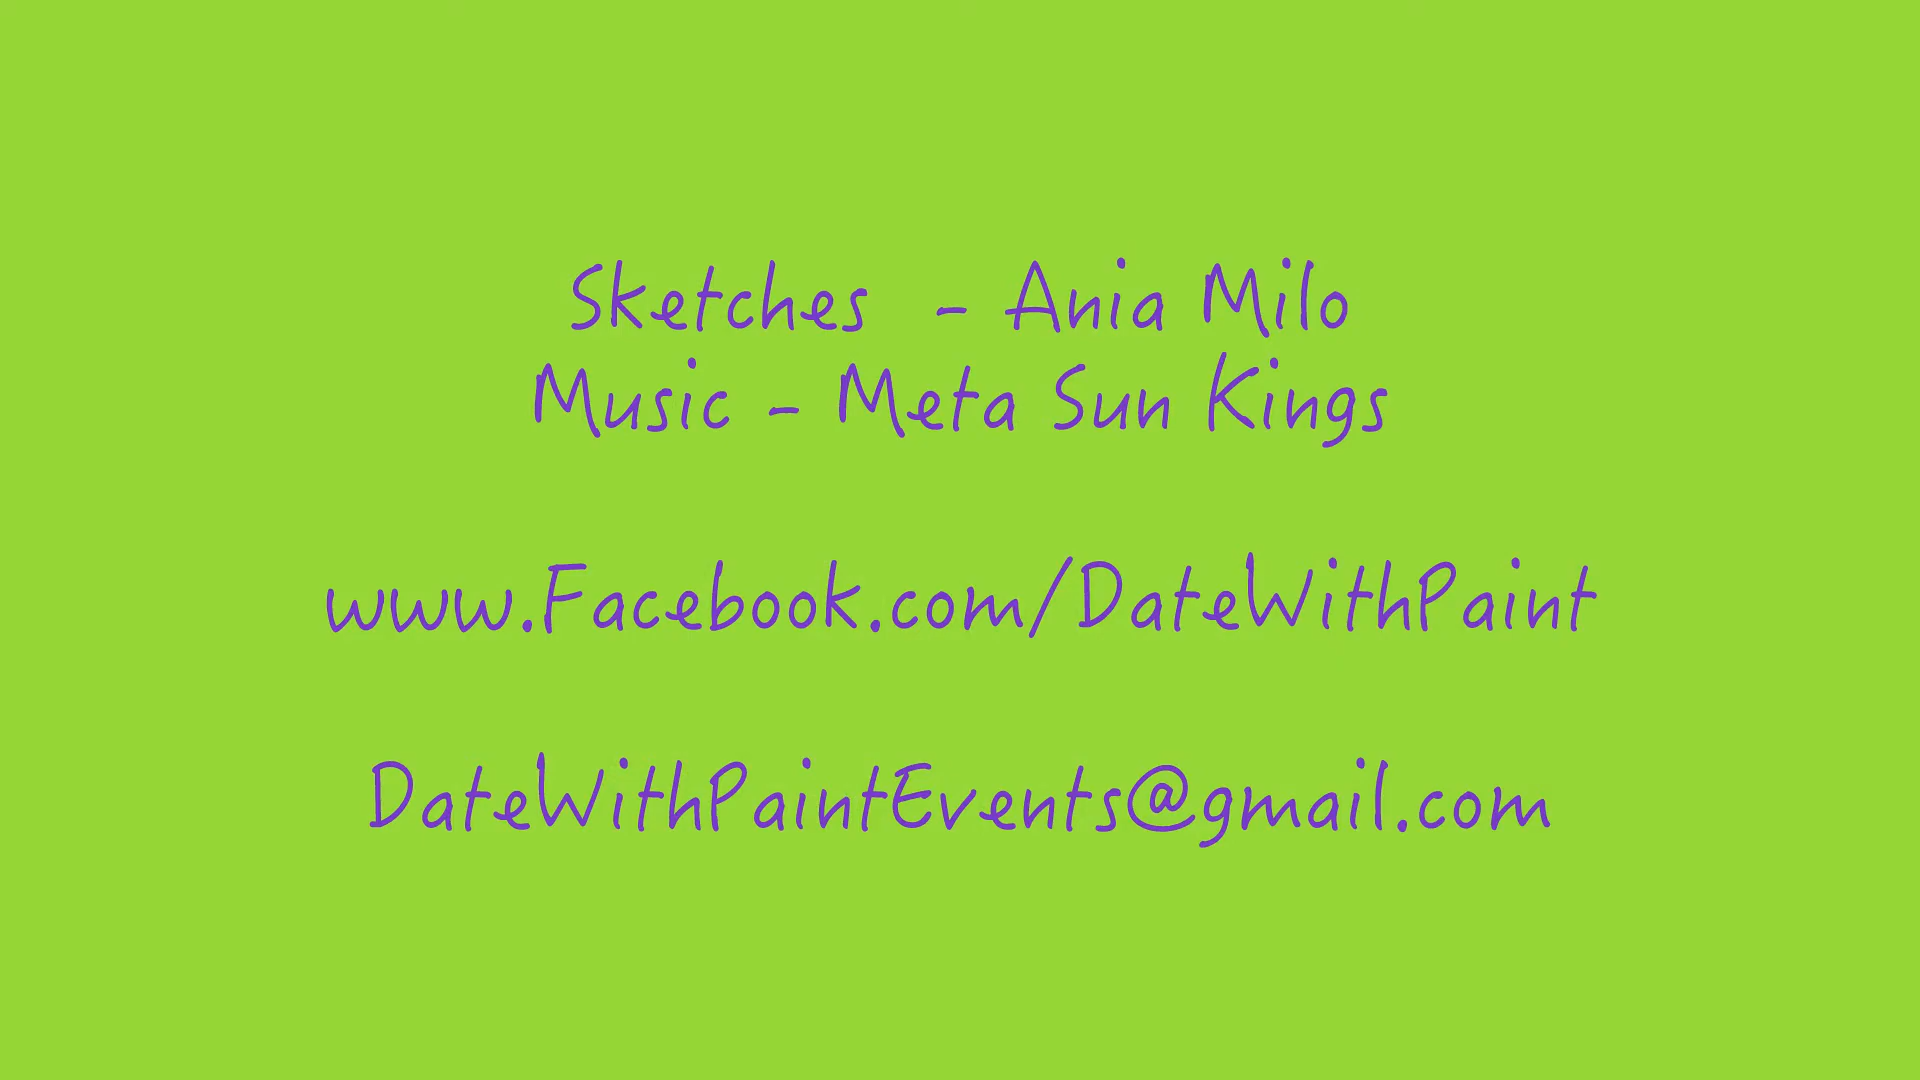 Sketches - Ania Milo
Music - Meta Sun Kings
www.Facebook.com/DateWithPaint
DateWithPaintEvents@gmail.com